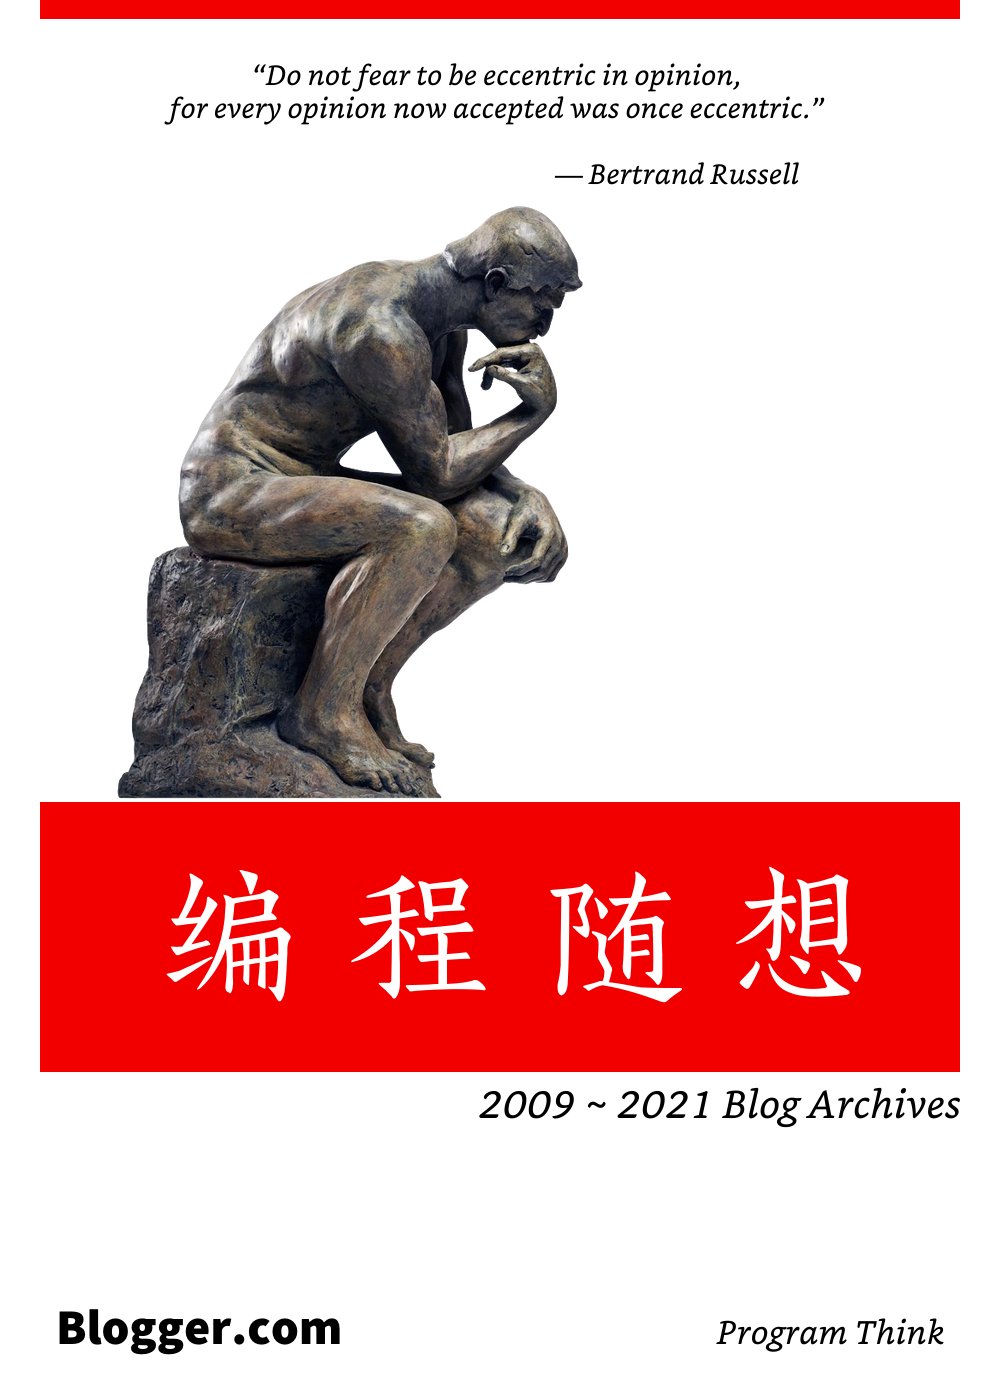 “Do not fear to be eccentric in opinion,
for every opinion now accepted was once eccentric.”
— Bertrand Russell
编程随想
2009 ~ 2021 Blog Archives
Blogger.com
Program Think